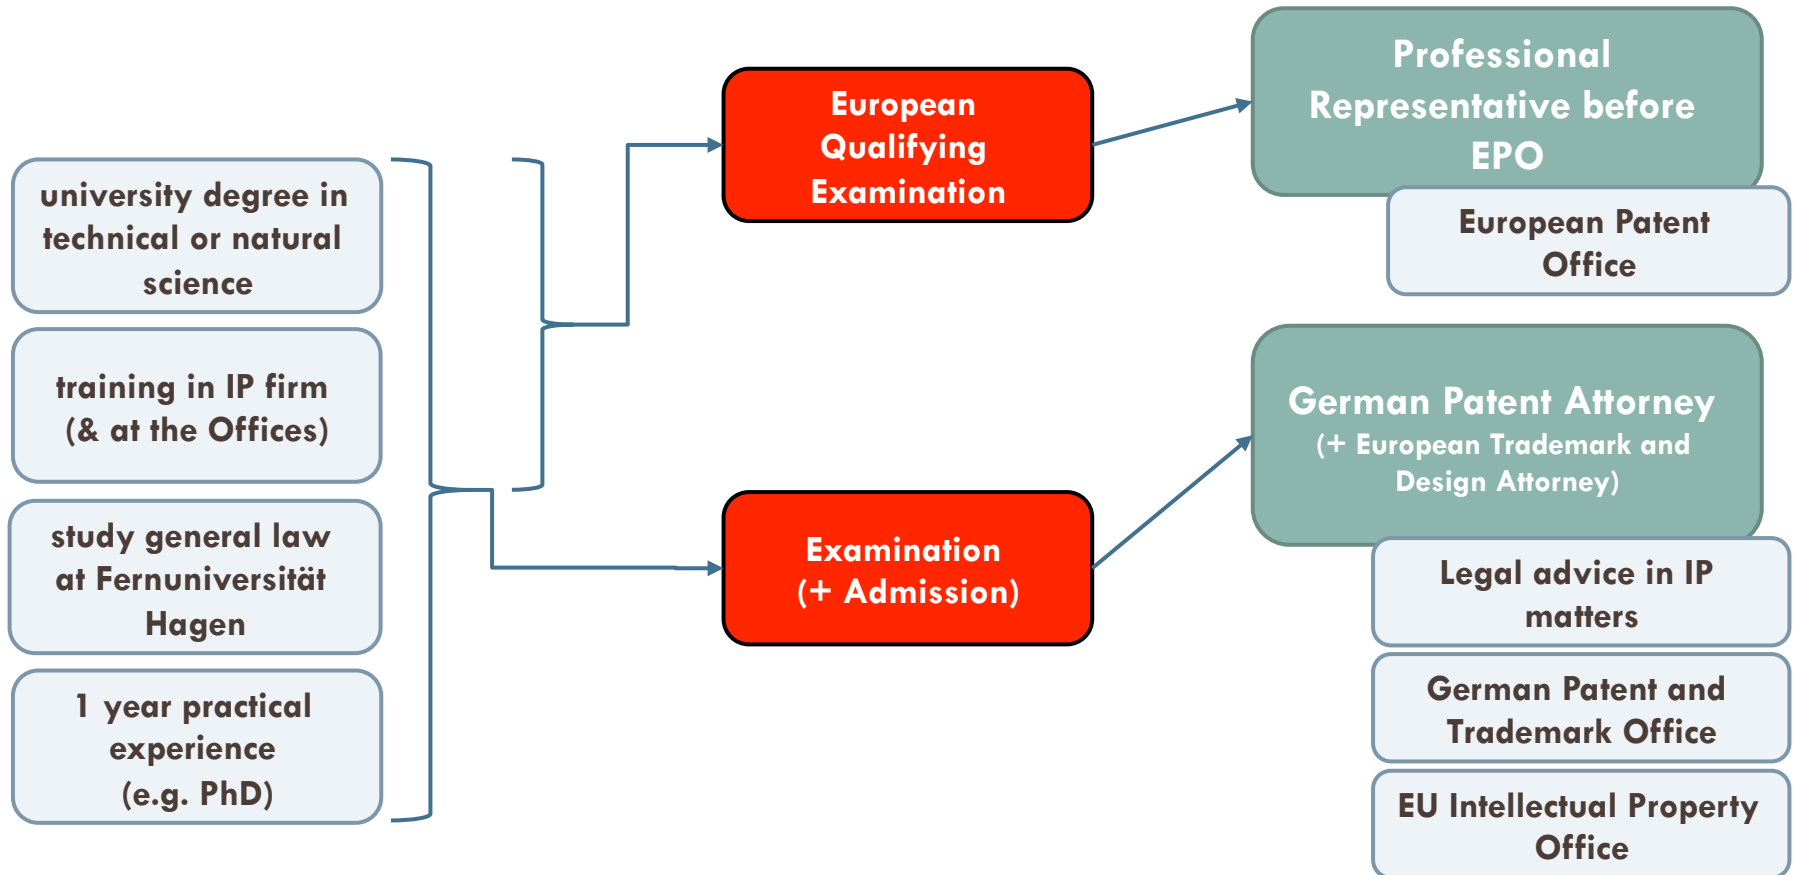 university degree in
technical or natural
science
training in IP firm
(& at the Offices)
study general law
at Fernuniversität
Hagen
1 year practical
experience
(e.g. PhD)
European
Qualifying
Examination
Examination
(+ Admission)
Professional
Representative before
EPO
European Patent
Office
German Patent Attorney
(+ European Trademark and
Design Attorney)
Legal advice in IP
matters
German Patent and
Trademark Office
EU Intellectual Property
Office